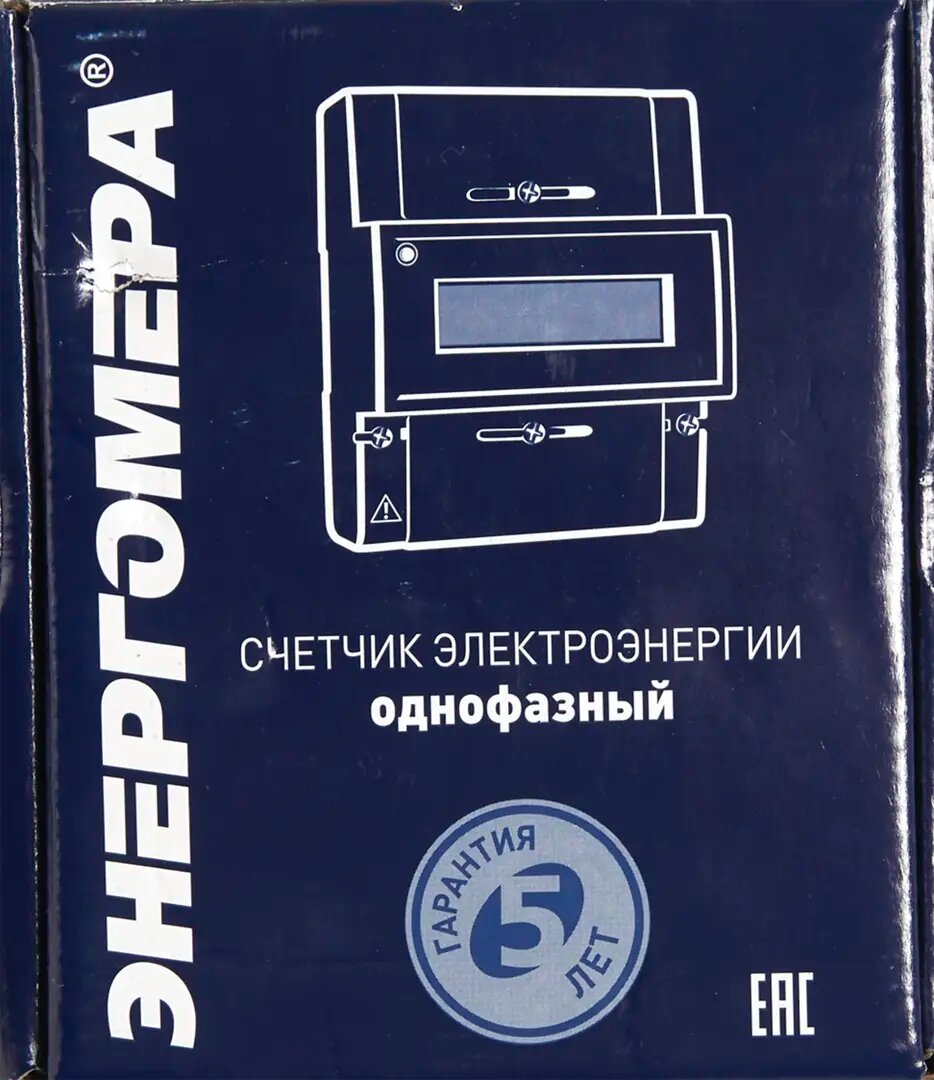 ЭНЕРГОМЕРА®
СЧЕТЧИК ЭЛЕКТРОЭНЕРГИИ
однофазный
ГАРАНТИЯ
5
ЛЕТ
EAC